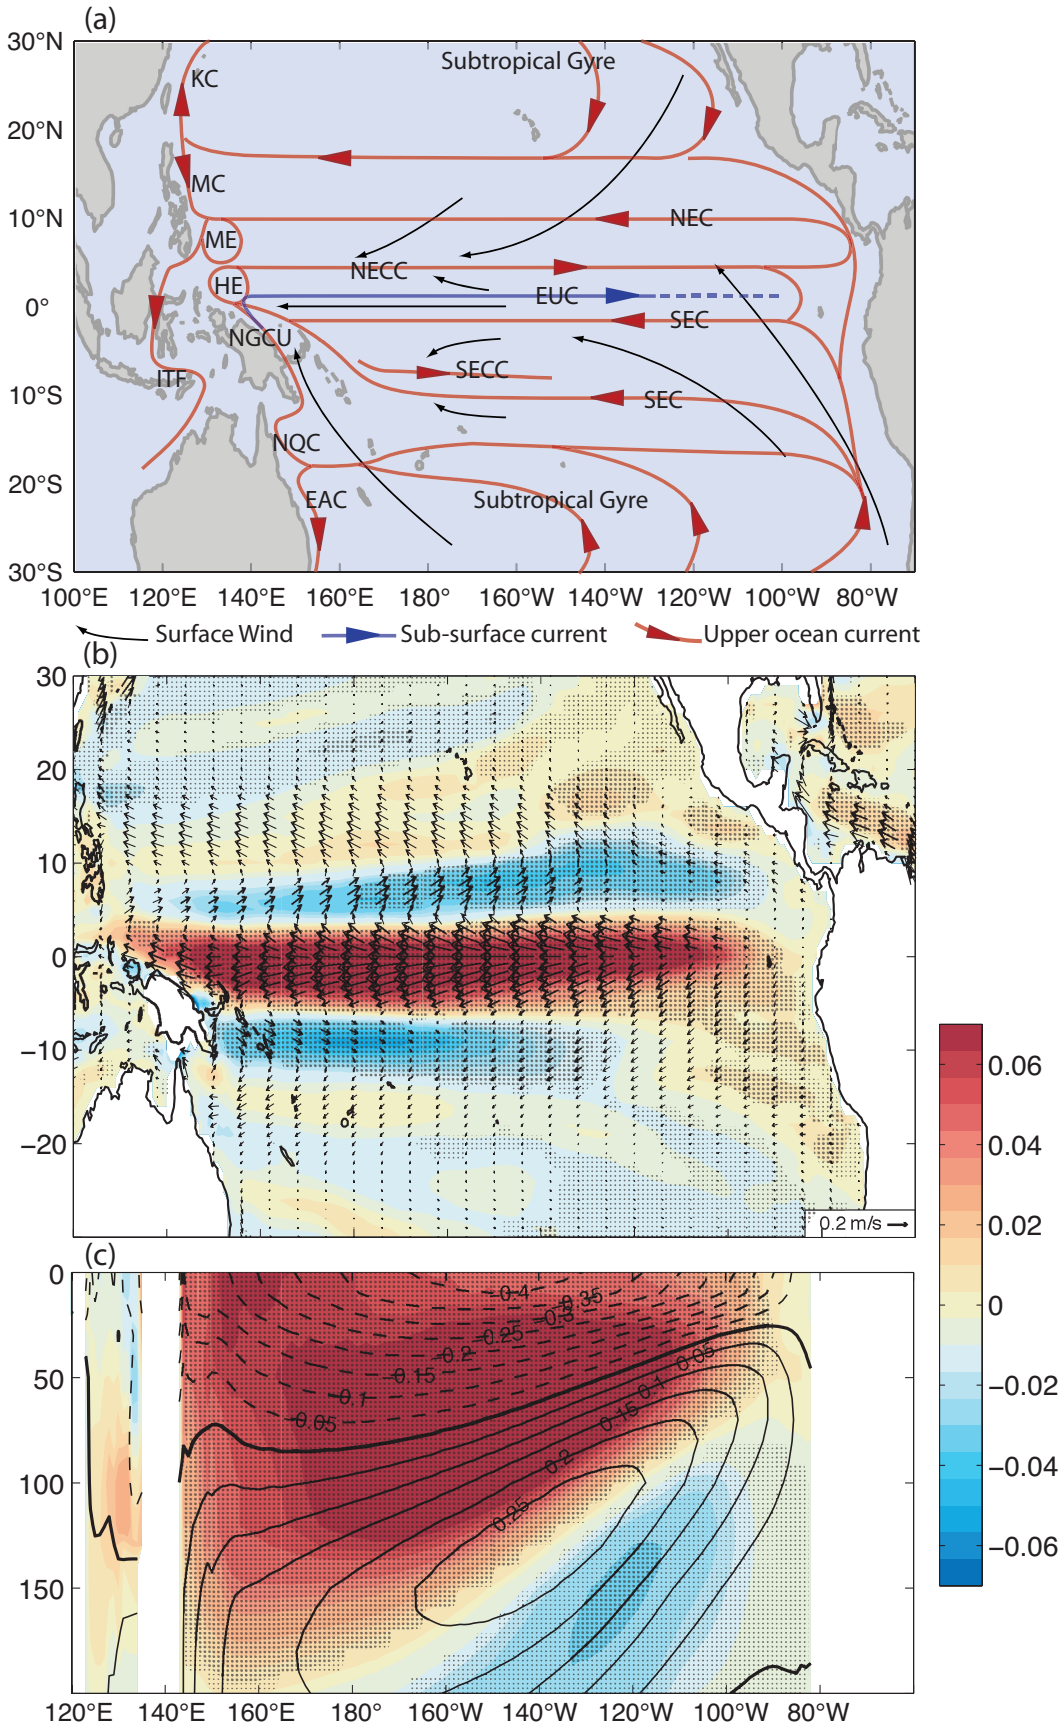 (a)
30°N
20°N
10°N
0°
10°S
20°S
30°S
KC
Subtropical Gyre
MC
ME
NEC
NECC
HE
EUC
NGCU
SEC
ITF
SECC
SEC
NQC
EAC
Subtropical Gyre
100°E 120°E 140°E 160°E 180° 160°W 140°W 120°W 100°W 80°W
Surface Wind Sub-surface current Upper ocean current
(b)
30
20
10
0
−10
−20
0.2 m/s
(c)
0
50
100
150
−0.4
−0.35
−0.3
−0.25
−0.2
−0.15
−0.1
−0.05
0.05
0.1
0.15
0.2
0.25
120°E 140°E 160°E 180° 160°W 140°W 120°W 100°W 80°W
0.06
0.04
0.02
0
−0.02
−0.04
−0.06